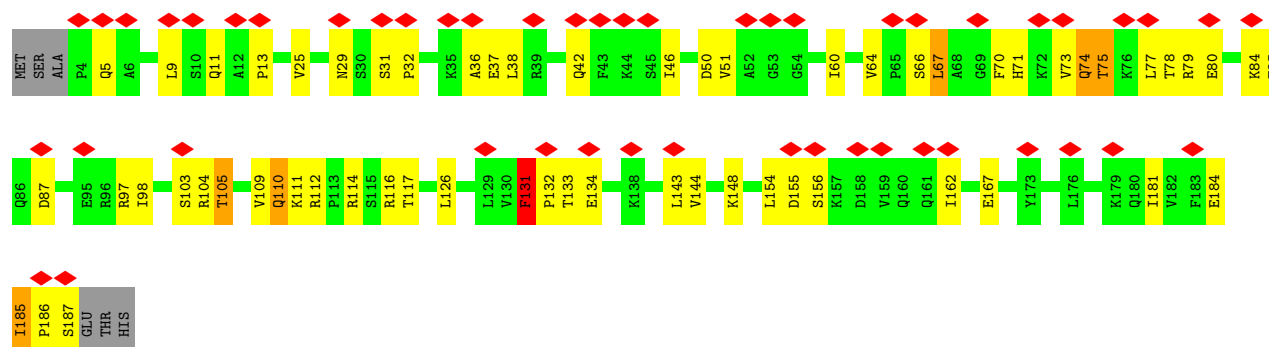 MET SER ALA P4 Q5 A6 L9 S10 Q11 A12 P13 V25 N29 S30 S31 P32 K35 A36 E37 L38 R39 Q42 F43 K44 S45 I46 D50 V51 A52 G53 G54 I60 V64 P65 S66 L67 A68 G69 F70 H71 K72 V73 Q74 T75 K76 L77 T78 R79 E80 K84
Q86 D87 E95 R96 R97 I98 S103 R104 T105 V109 Q110 K111 R112 P113 R114 S115 R116 T117 L126 L129 V130 F131 P132 T133 E134 K138 L143 V144 K148 L154 D155 S156 K157 D158 V159 Q160 Q161 I162 E167 Y173 L176 K179 Q180 I181 V182 F183 E184
I185 P186 S187 GLU THR HIS